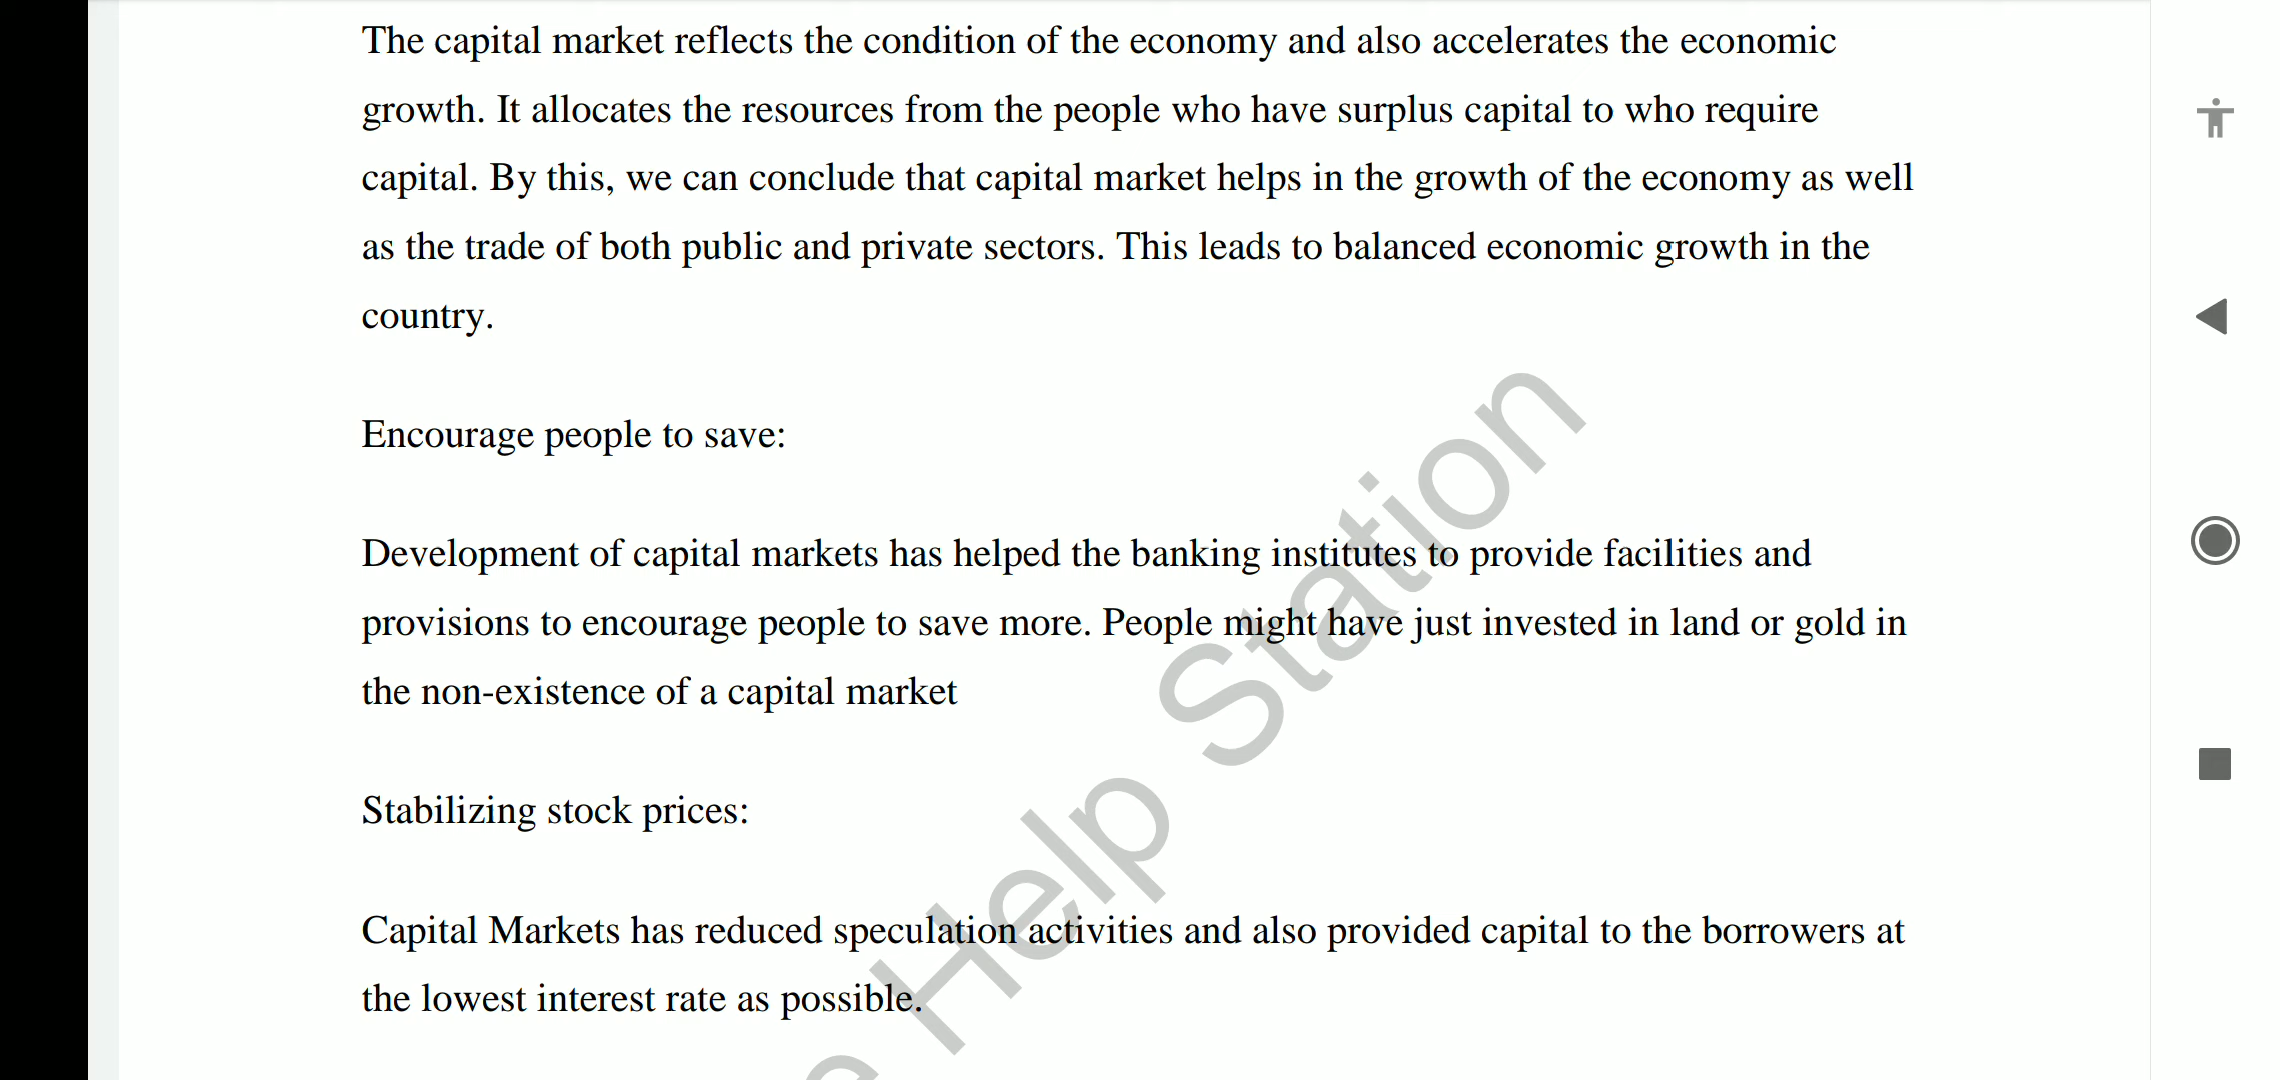 The capital market reflects the condition of the economy and also accelerates the economic
growth. It allocates the resources from the people who have surplus capital to who require
capital. By this, we can conclude that capital market helps in the growth of the economy as well
as the trade of both public and private sectors. This leads to balanced economic growth in the
country.
Encourage people to save:
Development of capital markets has helped the banking institutes to provide facilities and
provisions to encourage people to save more. People might have just invested in land or gold in
the non-existence of a capital market
Stabilizing stock prices:
Capital Markets has reduced speculation activities and also provided capital to the borrowers at
the lowest interest rate as possible.
Help Station